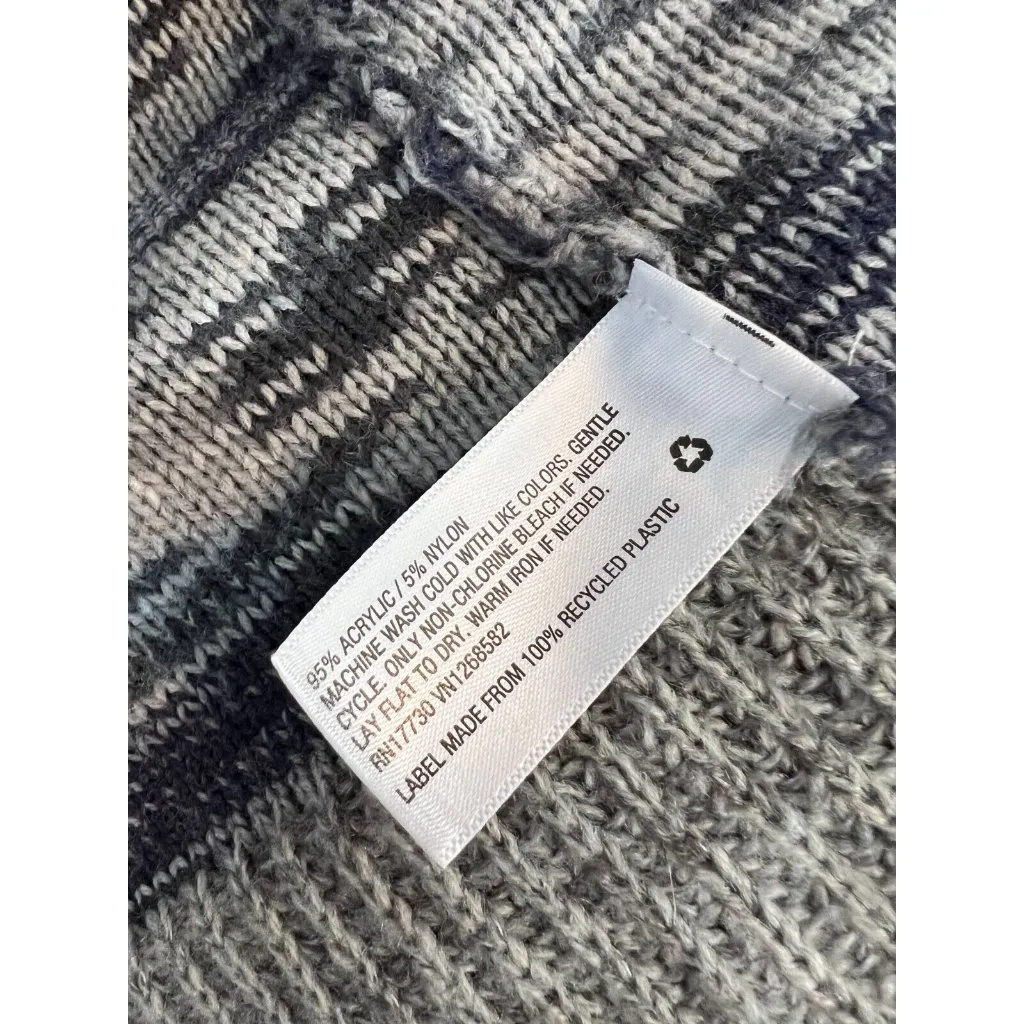 95% ACRYLIC / 5% NYLON
MACHINE WASH COLD WITH LIKE COLORS. GENTLE
CYCLE. ONLY NON-CHLORINE BLEACH IF NEEDED.
LAY FLAT TO DRY. WARM IRON IF NEEDED.
RN17730 VN1268582
LABEL MADE FROM 100% RECYCLED PLASTIC